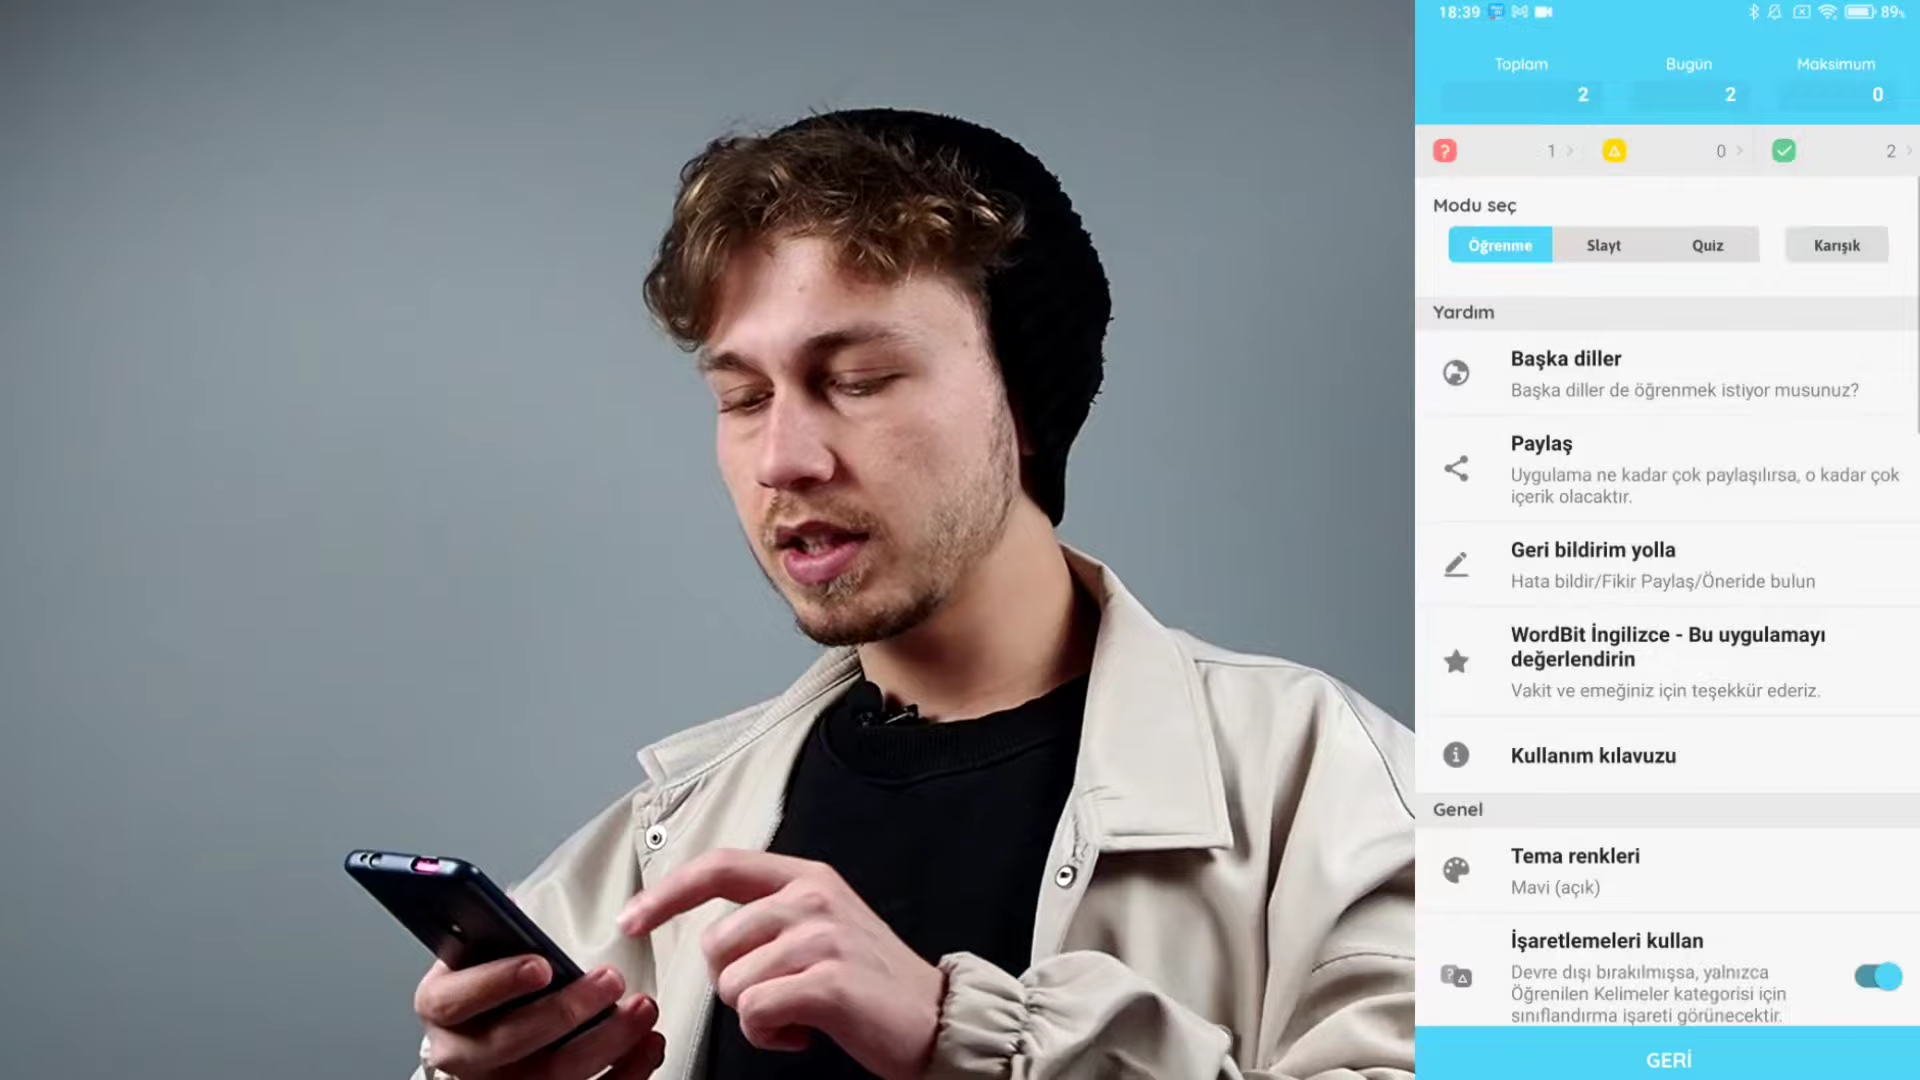 18:39
89%
Toplam Bugün Maksimum
2 2 0
1 0 2
Modu seç
Öğrenme Slayt Quiz Karışık
Yardım
Başka diller
Başka diller de öğrenmek istiyor musunuz?
Paylaş
Uygulama ne kadar çok paylaşılırsa, o kadar çok
içerik olacaktır.
Geri bildirim yolla
Hata bildir/Fikir Paylaş/Öneride bulun
WordBit İngilizce - Bu uygulamayı
değerlendirin
Vakit ve emeğiniz için teşekkür ederiz.
Kullanım kılavuzu
Genel
Tema renkleri
Mavi (açık)
İşaretlemeleri kullan
Devre dışı bırakılmışsa, yalnızca
Öğrenilen Kelimeler kategorisi için
sınıflandırma işareti görünecektir.
GERİ